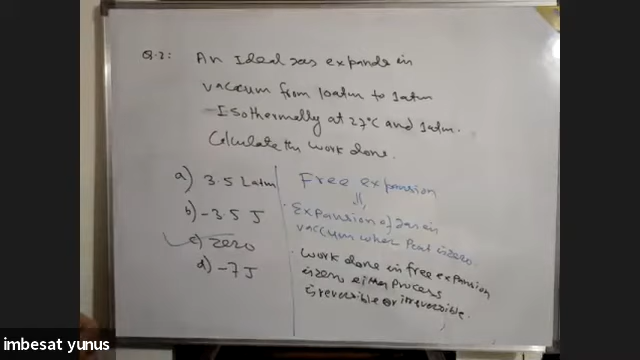 Q.2: An Ideal gas expands in
vaccum from 10atm to 1atm
Isothermally at 27°C and 1atm.
Calculate the work done.
a) 3.5 Latm
b) -3.5 J
c) zero
d) -7 J
Free expansion
Expansion of gas in
vaccum when Pext is zero.
Work done in free expansion
is zero either process
is reversible or irreversible.
imbesat yunus